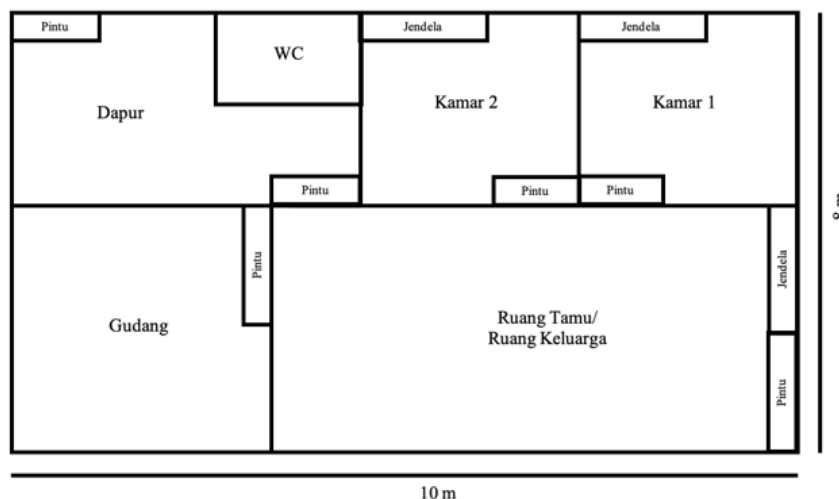 Pintu
WC
Jendela
Jendela
Dapur
Kamar 2
Kamar 1
Pintu
Pintu
Pintu
Pintu
Jendela
Gudang
Ruang Tamu/
Ruang Keluarga
Pintu
8 m
10 m